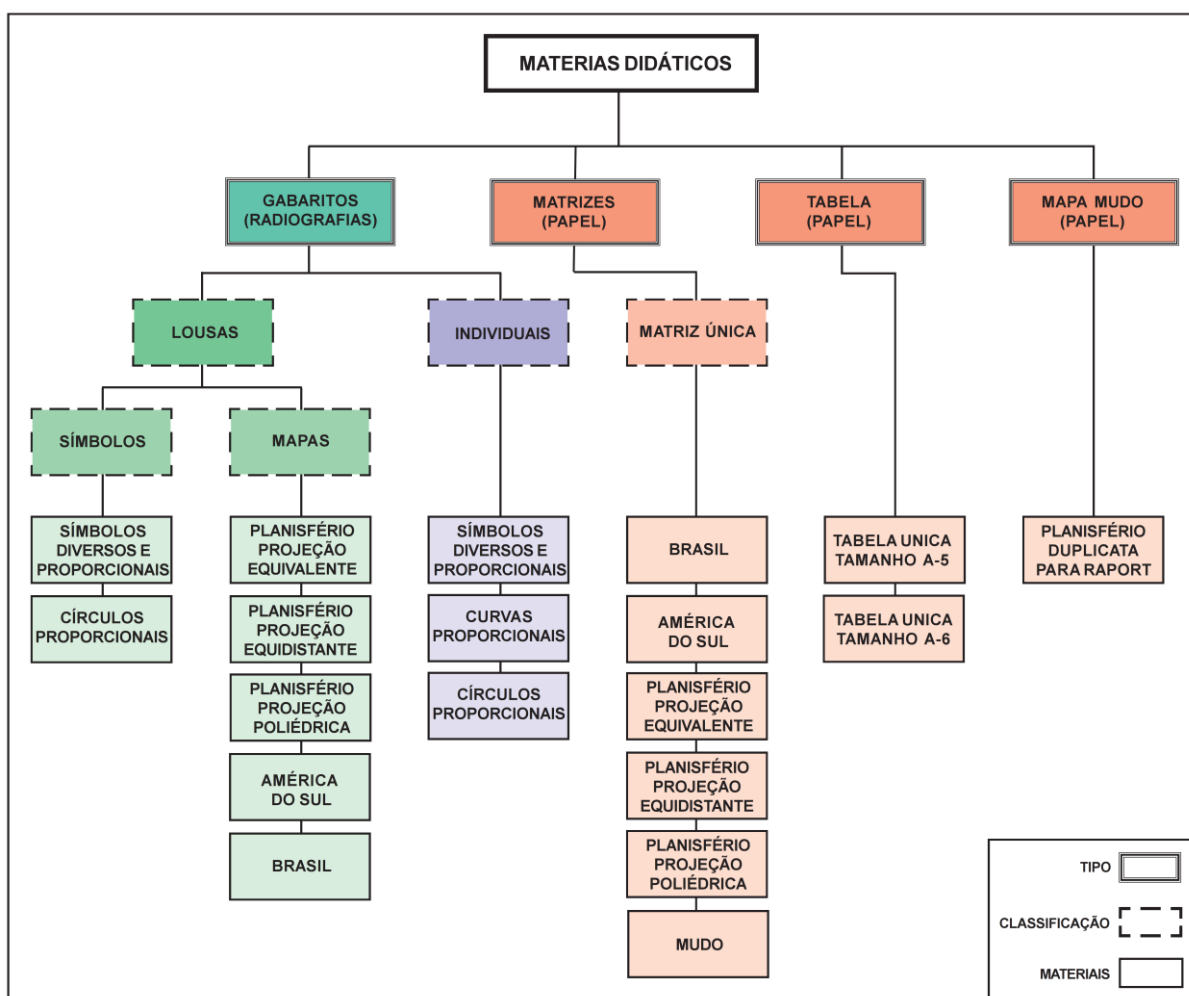 MATERIAS DIDÁTICOS
GABARITOS
(RADIOGRAFIAS)
MATRIZES
(PAPEL)
TABELA
(PAPEL)
MAPA MUDO
(PAPEL)
LOUSAS
INDIVIDUAIS
MATRIZ ÚNICA
SÍMBOLOS
MAPAS
SÍMBOLOS
DIVERSOS E
PROPORCIONAIS
CÍRCULOS
PROPORCIONAIS
PLANISFÉRIO
PROJEÇÃO
EQUIVALENTE
PLANISFÉRIO
PROJEÇÃO
EQUIDISTANTE
PLANISFÉRIO
PROJEÇÃO
POLIÉDRICA
AMÉRICA
DO SUL
BRASIL
SÍMBOLOS
DIVERSOS E
PROPORCIONAIS
CURVAS
PROPORCIONAIS
CÍRCULOS
PROPORCIONAIS
BRASIL
AMÉRICA
DO SUL
PLANISFÉRIO
PROJEÇÃO
EQUIVALENTE
PLANISFÉRIO
PROJEÇÃO
EQUIDISTANTE
PLANISFÉRIO
PROJEÇÃO
POLIÉDRICA
MUDO
TABELA UNICA
TAMANHO A-5
TABELA UNICA
TAMANHO A-6
PLANISFÉRIO
DUPLICATA
PARA RAPORT
TIPO
CLASSIFICAÇÃO
MATERIAIS